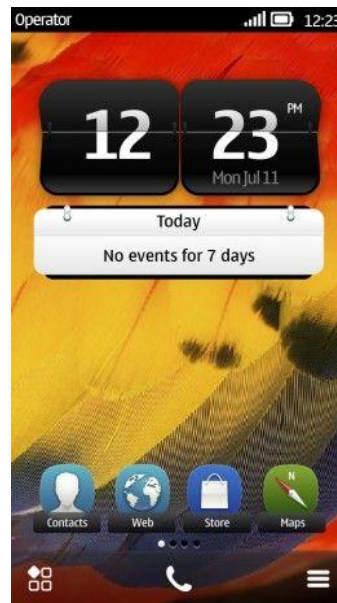 Operator 12:23
12 23 PM
Mon Jul 11
Today
No events for 7 days
Contacts Web Store Maps
N